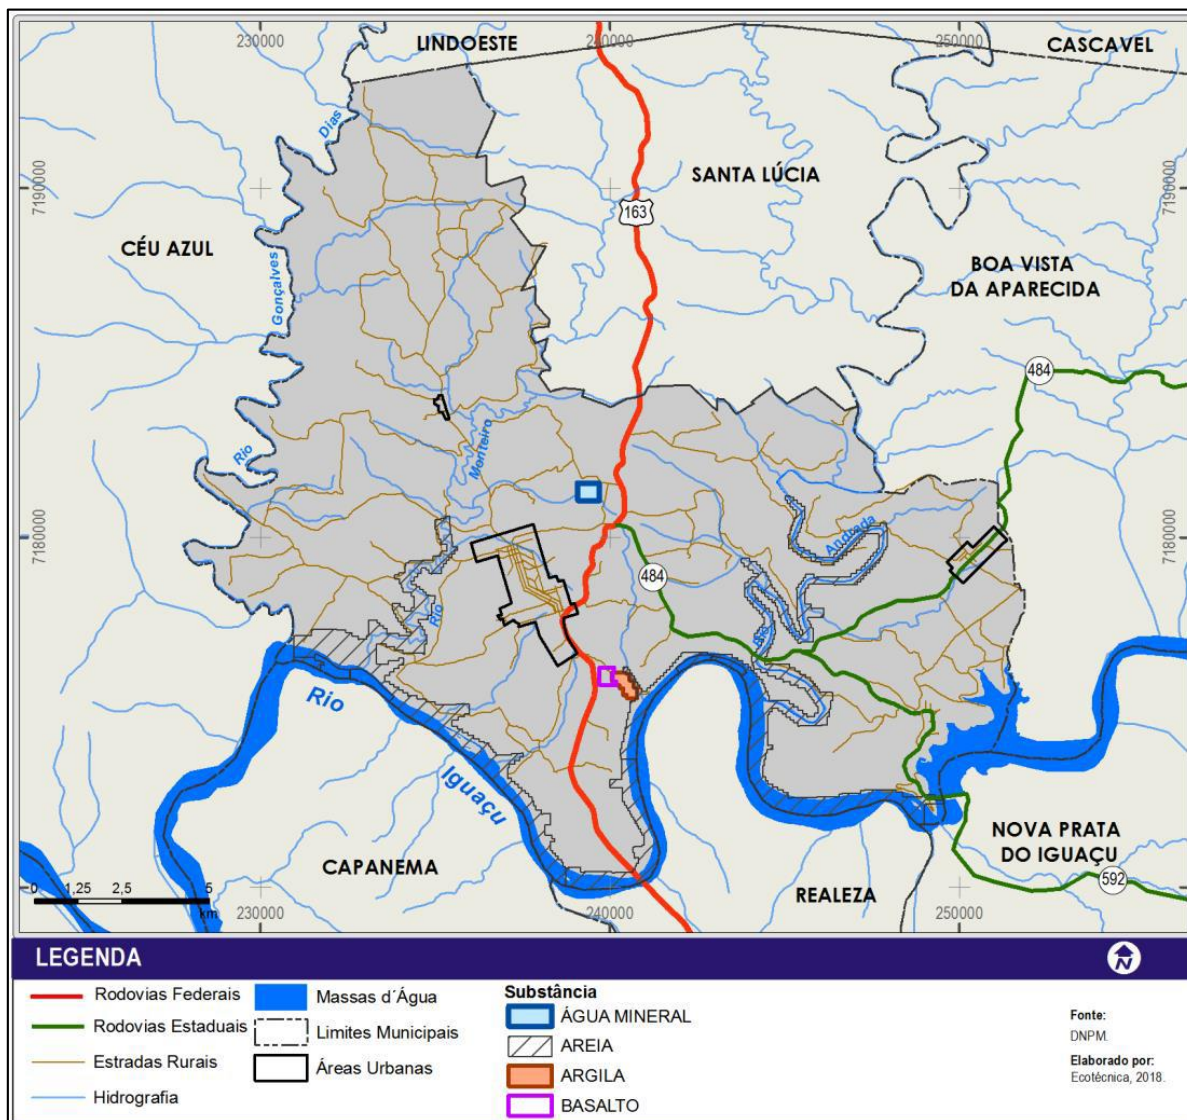 230000
LINDOESTE
240000
250000
CASCAVEL
Dias
7190000
SANTA LÚCIA
7190000
163
CÉU AZUL
Gonçalves
BOA VISTA
DA APARECIDA
484
Monteiro
Rio
7180000
Andrada
7180000
484
Rio
Rio
Rio
Iguaçu
CAPANEMA
NOVA PRATA
DO IGUAÇU
REALEZA
592
0 1,25 2,5 5
km
230000
240000
250000
LEGENDA
N
Rodovias Federais
Rodovias Estaduais
Estradas Rurais
Hidrografia
Massas d´Água
Limites Municipais
Áreas Urbanas
Substância
ÁGUA MINERAL
AREIA
ARGILA
BASALTO
Fonte:
DNPM.
Elaborado por:
Ecotécnica, 2018.